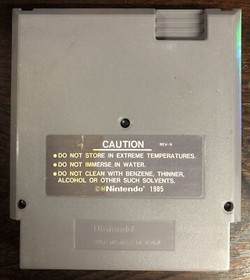 CAUTION REV-A
● DO NOT STORE IN EXTREME TEMPERATURES.
● DO NOT IMMERSE IN WATER.
● DO NOT CLEAN WITH BENZENE, THINNER,
ALCOHOL OR OTHER SUCH SOLVENTS.
©Nintendo 1985
Nintendo